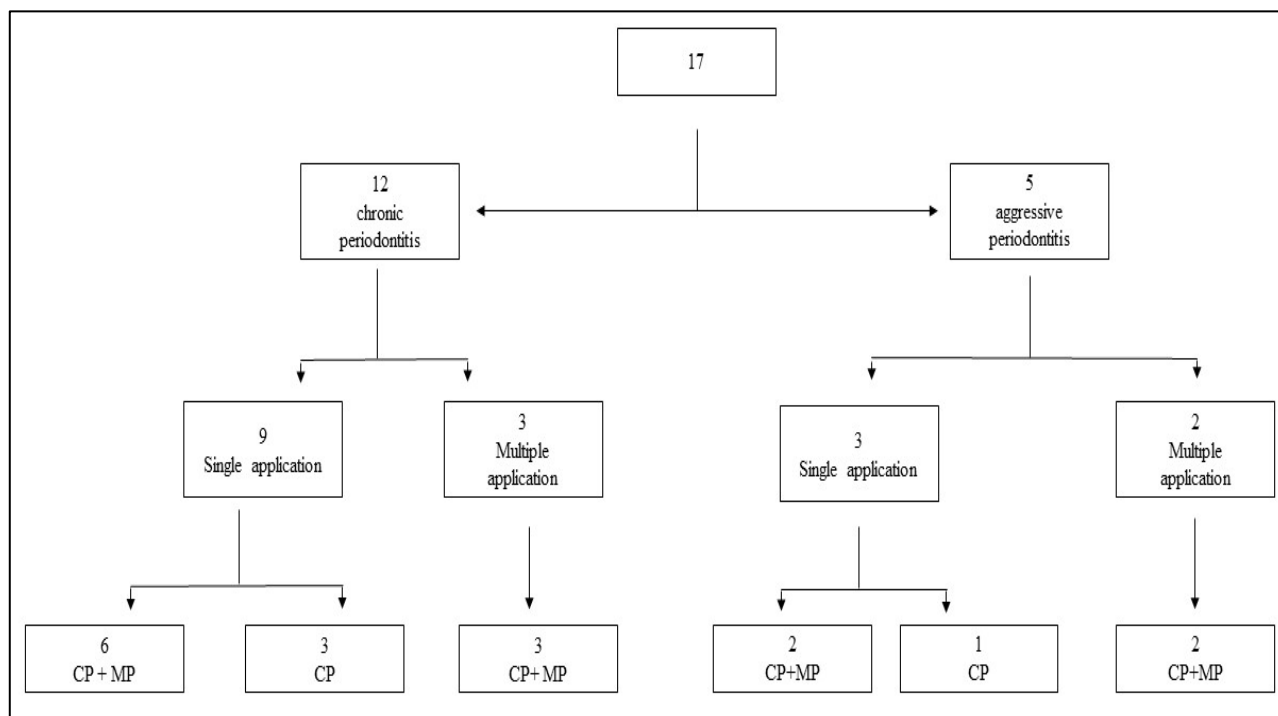 17
12
chronic
periodontitis
5
aggressive
periodontitis
9
Single application
3
Multiple
application
3
Single application
2
Multiple
application
6
CP + MP
3
CP
3
CP+ MP
2
CP+MP
1
CP
2
CP+MP